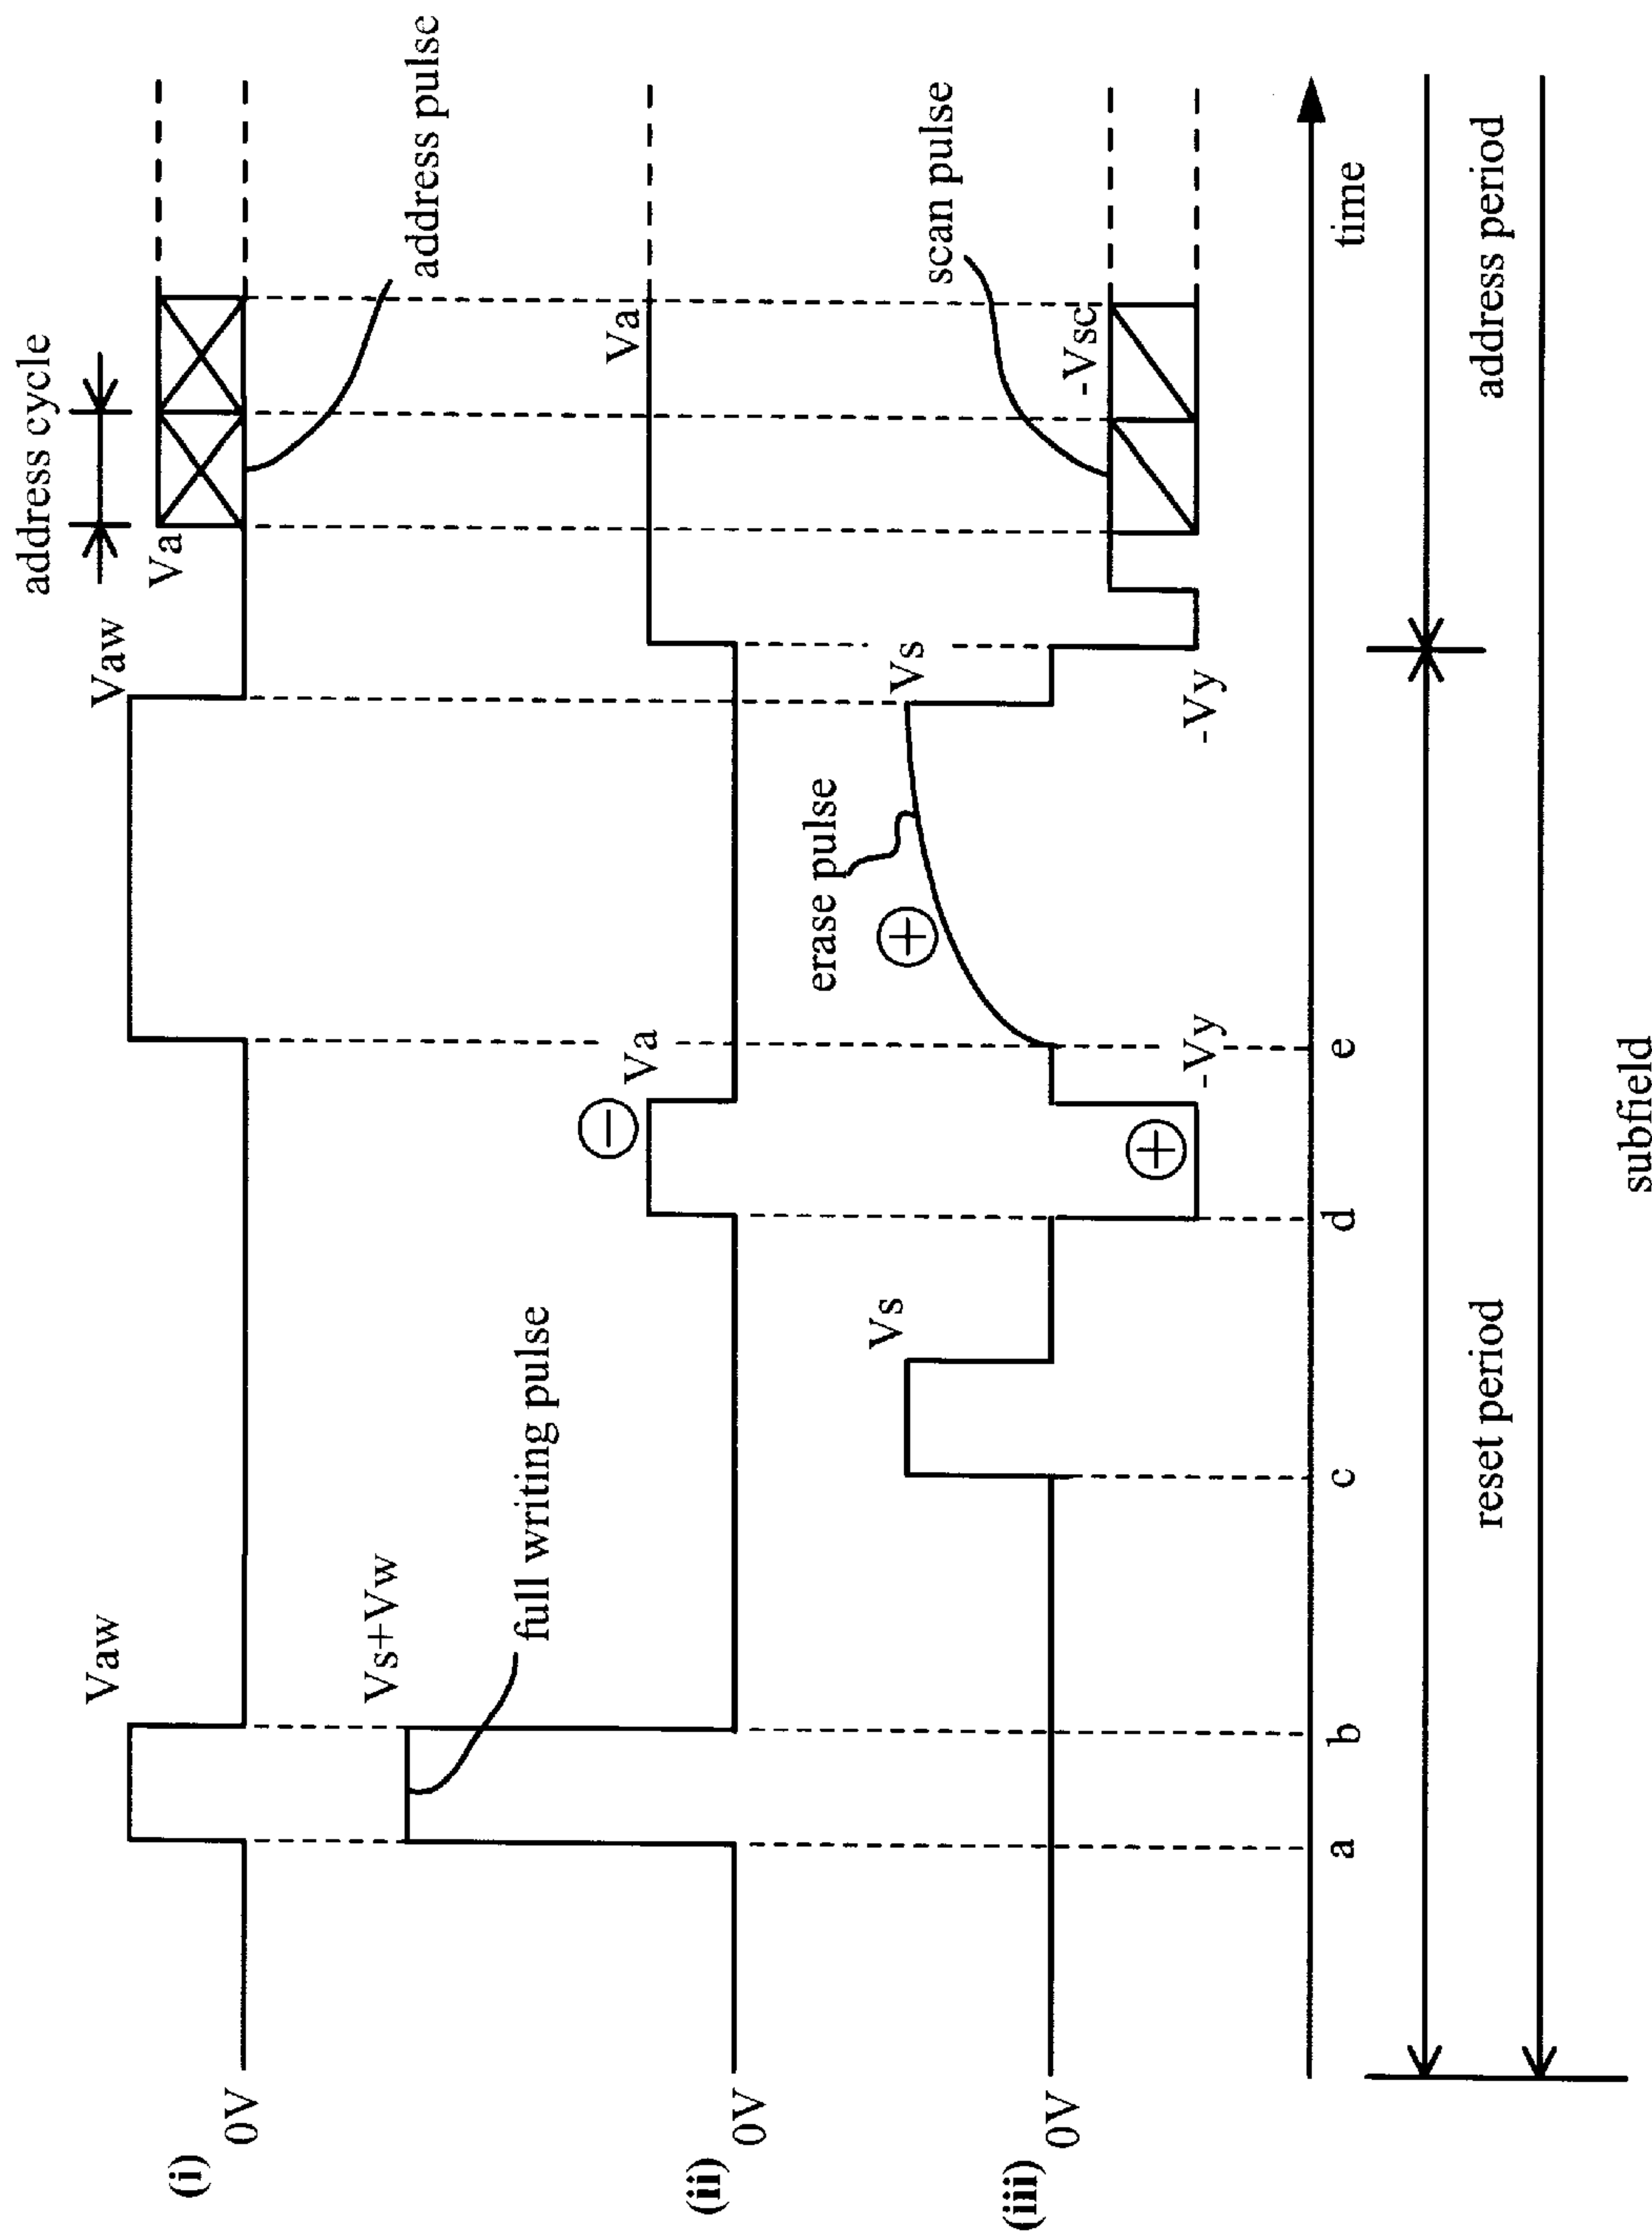 address cycle
Vaw
Vaw
Va
(i)
0V
address pulse
Vs+Vw
full writing pulse
Va
Va
(ii)
0V
scan pulse
Vs
Vs
erase pulse
-Vsc
(iii)
0V
-Vy
-Vy
a
b
c
d
e
time
reset period
address period
subfield